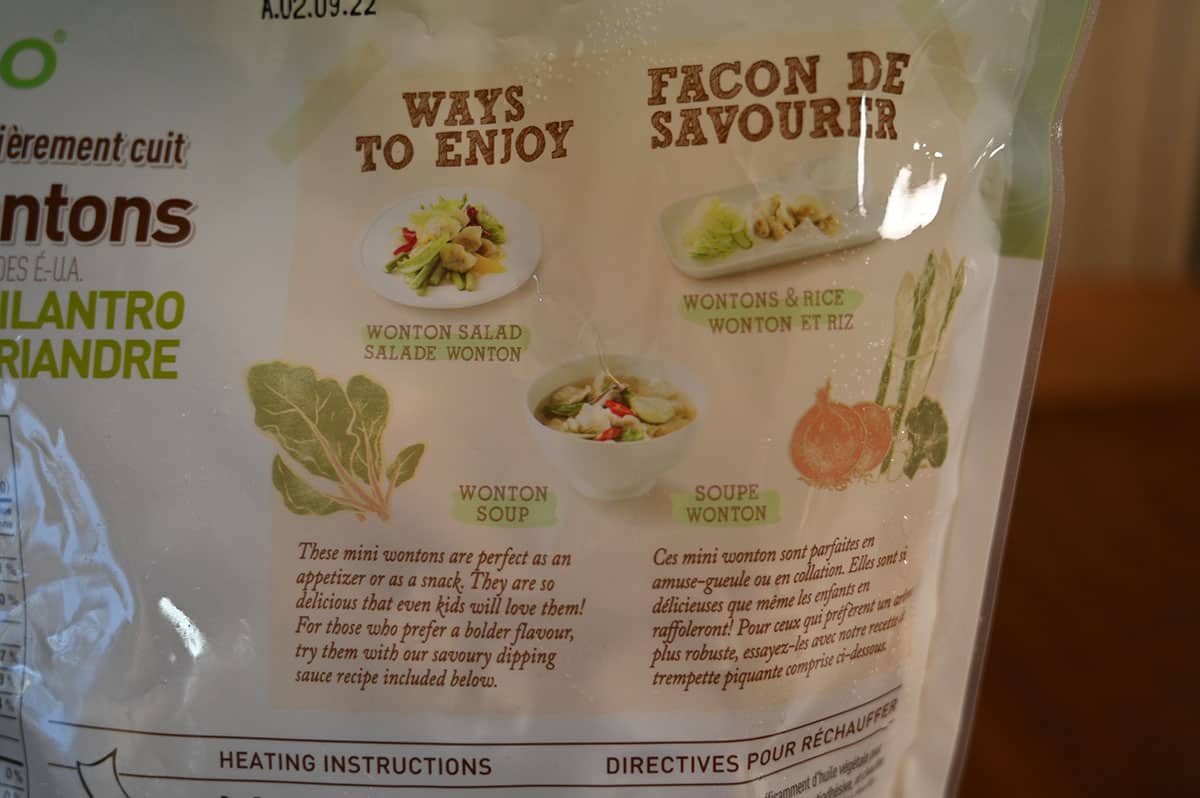 A.02.09.22
o
ièrement cuit
ntons
DES É-U.A.
ILANTRO
RIANDRE
WAYS
TO ENJOY
FACON DE
SAVOURER
WONTON SALAD
SALADE WONTON
WONTONS & RICE
WONTON ET RIZ
WONTON
SOUP
SOUPE
WONTON
These mini wontons are perfect as an
appetizer or as a snack. They are so
delicious that even kids will love them!
For those who prefer a bolder flavour,
try them with our savoury dipping
sauce recipe included below.
Ces mini wonton sont parfaites en
amuse-gueule ou en collation. Elles sont si
délicieuses que même les enfants en
raffoleront! Pour ceux qui préfèrent un
plus robuste, essayez-les avec notre recette
trempette piquante comprise ci-dessous.
HEATING INSTRUCTIONS
DIRECTIVES POUR RÉCHAUFFER
d'huile végétale pour